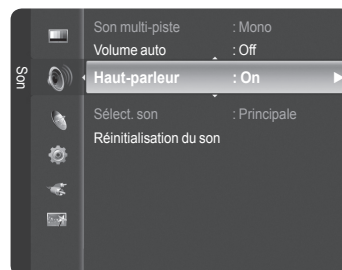 Son
Son multi-piste : Mono
Volume auto : Off
Haut-parleur : On
Sélect. son : Principale
Réinitialisation du son